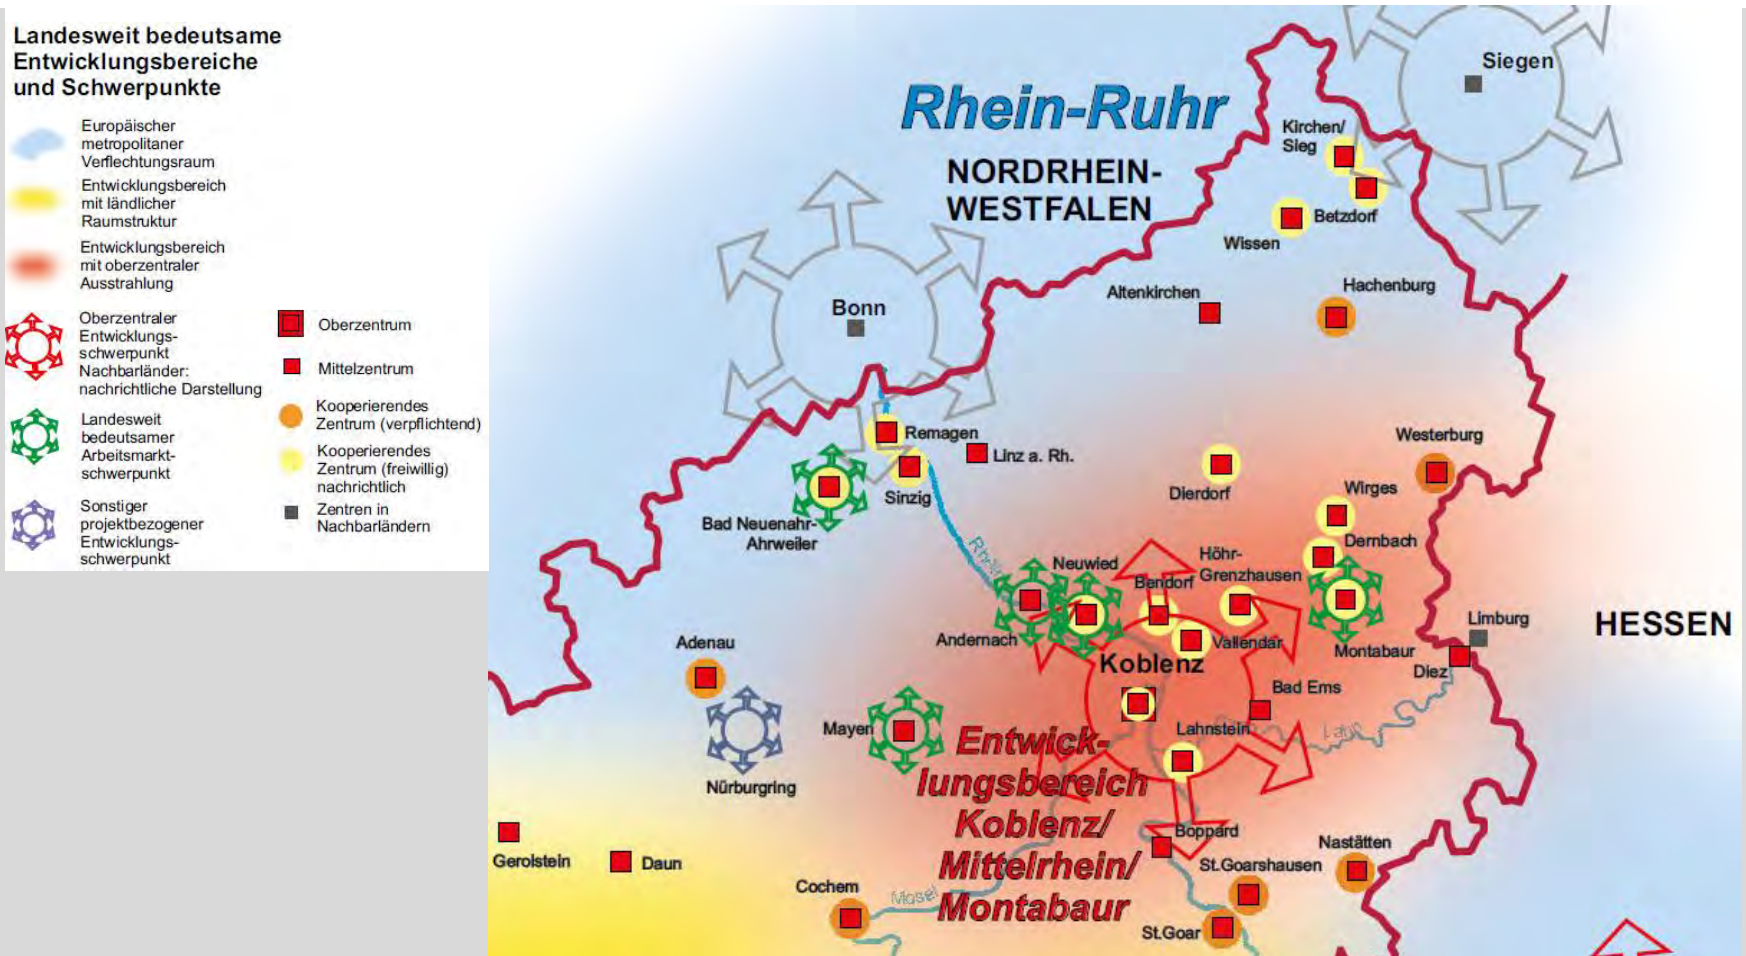 Landesweit bedeutsame
Entwicklungsbereiche
und Schwerpunkte
Europäischer
metropolitaner
Verflechtungsraum
Entwicklungsbereich
mit ländlicher
Raumstruktur
Entwicklungsbereich
mit oberzentraler
Ausstrahlung
Oberzentraler
Entwicklungs-
schwerpunkt
Nachbarländer:
nachrichtliche Darstellung
Landesweit
bedeutsamer
Arbeitsmarkt-
schwerpunkt
Sonstiger
projektbezogener
Entwicklungs-
schwerpunkt
Oberzentrum
Mittelzentrum
Kooperierendes
Zentrum (verpflichtend)
Kooperierendes
Zentrum (freiwillig)
nachrichtlich
Zentren in
Nachbarländern
Siegen
Rhein-Ruhr
Kirchen/
Sieg
NORDRHEIN-
WESTFALEN
Betzdorf
Wissen
Hachenburg
Altenkirchen
Bonn
Remagen
Linz a. Rh.
Westerburg
Sinzig
Dierdorf
Wirges
Bad Neuenahr-
Ahrweiler
Dernbach
Rhein
Neuwied
Höhr-
Grenzhausen
Bendorf
Limburg
HESSEN
Andernach
Adenau
Vallendar
Montabaur
Koblenz
Diez
Bad Ems
Mayen
Lahnstein
Lahn
Entwick-
lungsbereich
Koblenz/
Mittelrhein/
Montabaur
Nürburgring
Boppard
Nastätten
Gerolstein
Daun
St.Goarshausen
Cochem
Mosel
St.Goar